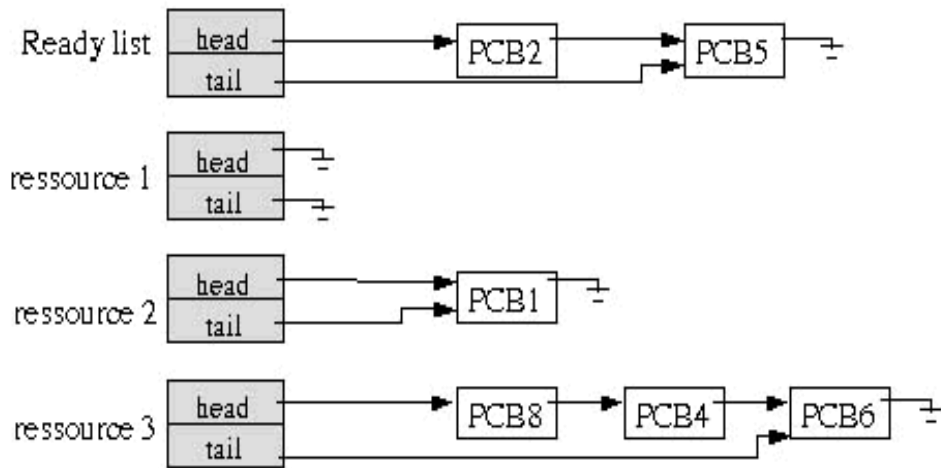 Ready list
head
tail
PCB2
PCB5
ressource 1
head
tail
ressource 2
head
tail
PCB1
ressource 3
head
tail
PCB8
PCB4
PCB6